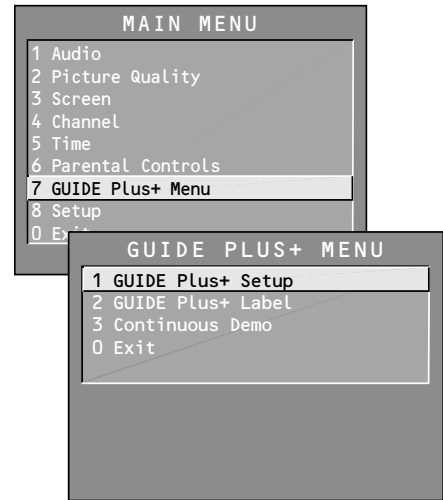 MAIN MENU
1 Audio
2 Picture Quality
3 Screen
4 Channel
5 Time
6 Parental Controls
7 GUIDE Plus+ Menu
8 Setup
0
GUIDE PLUS+ MENU
1 GUIDE Plus+ Setup
2 GUIDE Plus+ Label
3 Continuous Demo
0 Exit